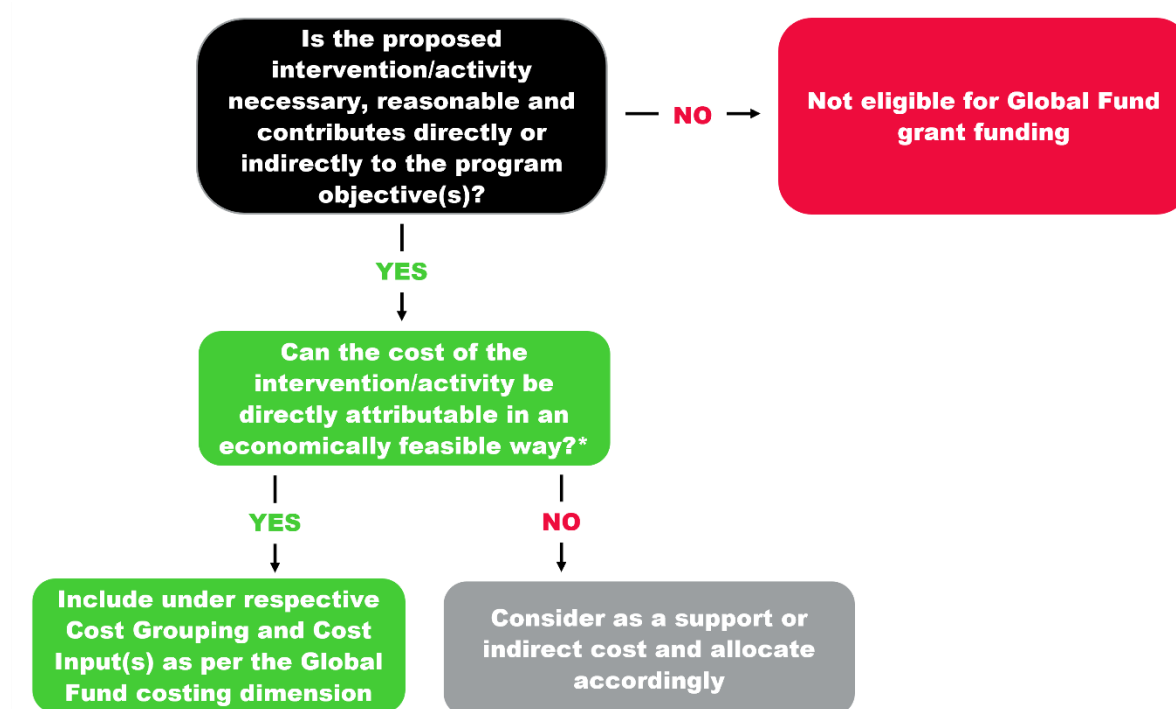 Is the proposed
intervention/activity
necessary, reasonable and
contributes directly or
indirectly to the program
objective(s)?
NO
Not eligible for Global Fund
grant funding
YES
Can the cost of the
intervention/activity be
directly attributable in an
economically feasible way?*
YES
NO
Include under respective
Cost Grouping and Cost
Input(s) as per the Global
Fund costing dimension
Consider as a support or
indirect cost and allocate
accordingly